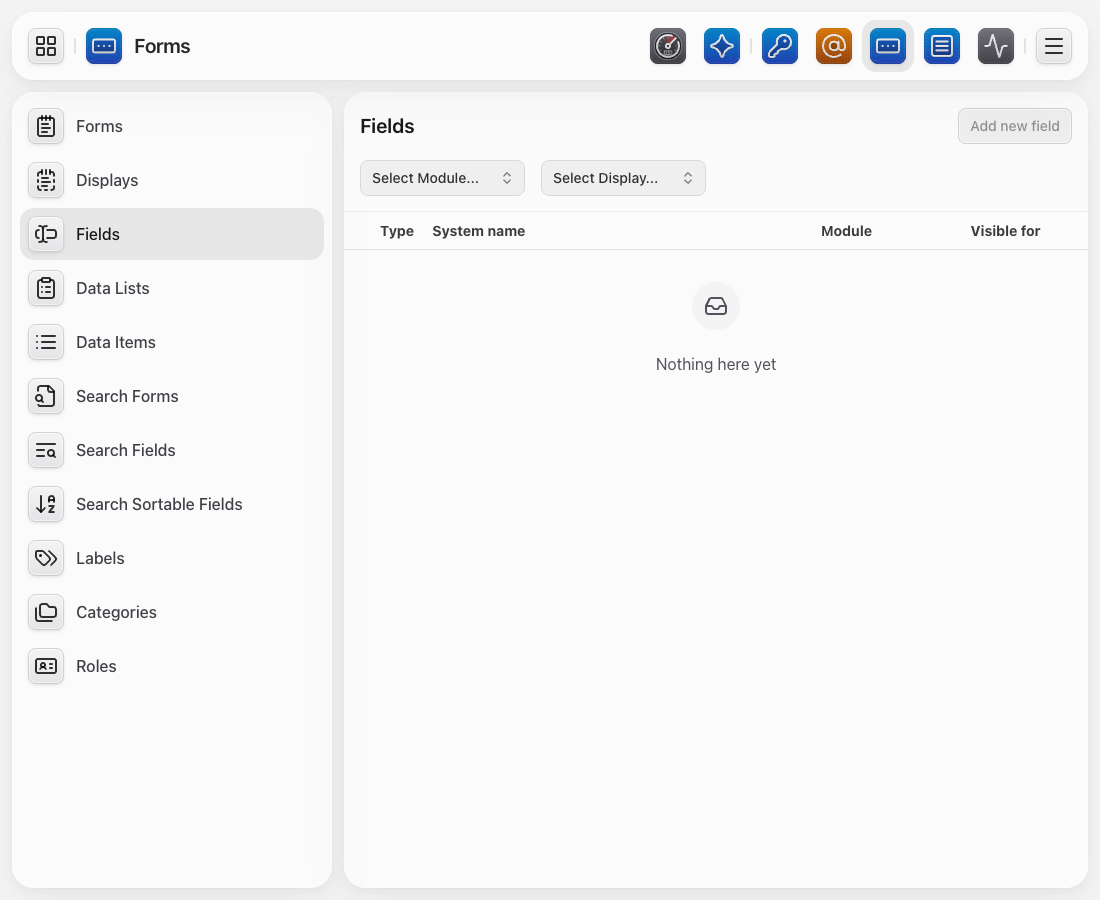 Forms
Forms
Displays
Fields
Data Lists
Data Items
Search Forms
Search Fields
Search Sortable Fields
Labels
Categories
Roles
Fields
Add new field
Select Module...
Select Display...
Type System name Module Visible for
Nothing here yet